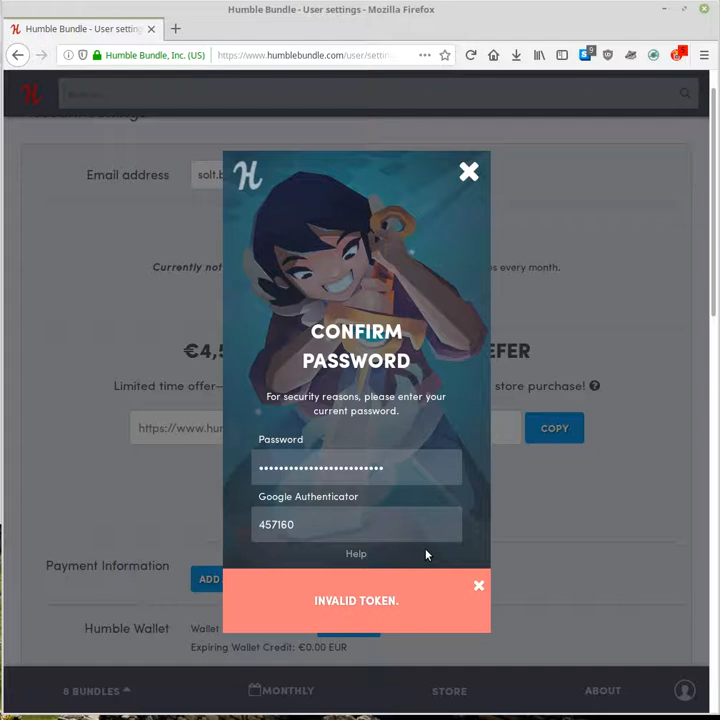 Humble Bundle - User settings - Mozilla Firefox
Humble Bundle - User setting
Humble Bundle, Inc. (US)
https://www.humblebundle.com/user/settin
9
5
Email address
solt.b
Currently not
s every month.
CONFIRM
PASSWORD
€4,5
EFER
Limited time offer—
store purchase!
For security reasons, please enter your
current password.
https://www.hum
COPY
Password
•••••••••••••••••••••••••
Google Authenticator
457160
Help
Payment Information
ADD
INVALID TOKEN.
Humble Wallet
Wallet
Expiring Wallet Credit: €0.00 EUR
8 BUNDLES
MONTHLY
STORE
ABOUT